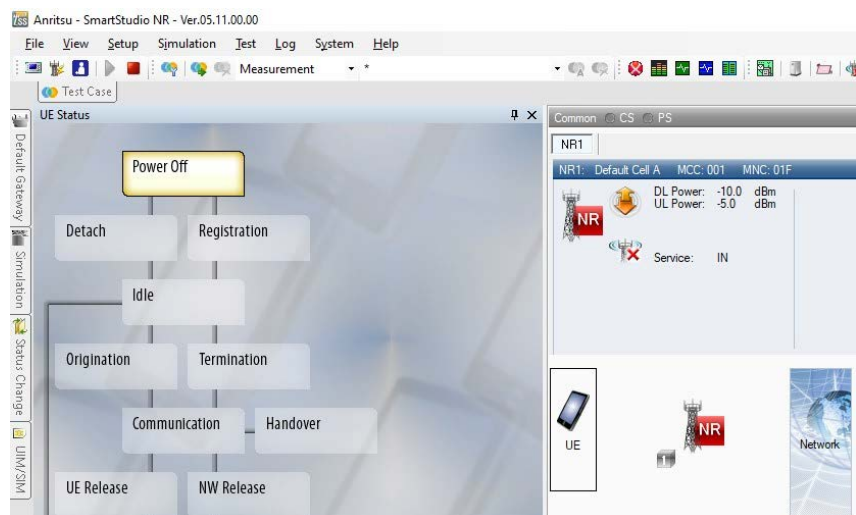 Anritsu - SmartStudio NR - Ver.05.11.00.00
File View Setup Simulation Test Log System Help
Measurement *
Test Case
UE Status
Default Gateway
Simulation
Status Change
UIM/SIM
Power Off
Detach Registration
Idle
Origination Termination
Communication Handover
UE Release NW Release
Common CS PS
NR1
NR1: Default Cell A MCC: 001 MNC: 01F
DL Power: -10.0 dBm
UL Power: -5.0 dBm
NR
Service: IN
UE
NR
1
Network